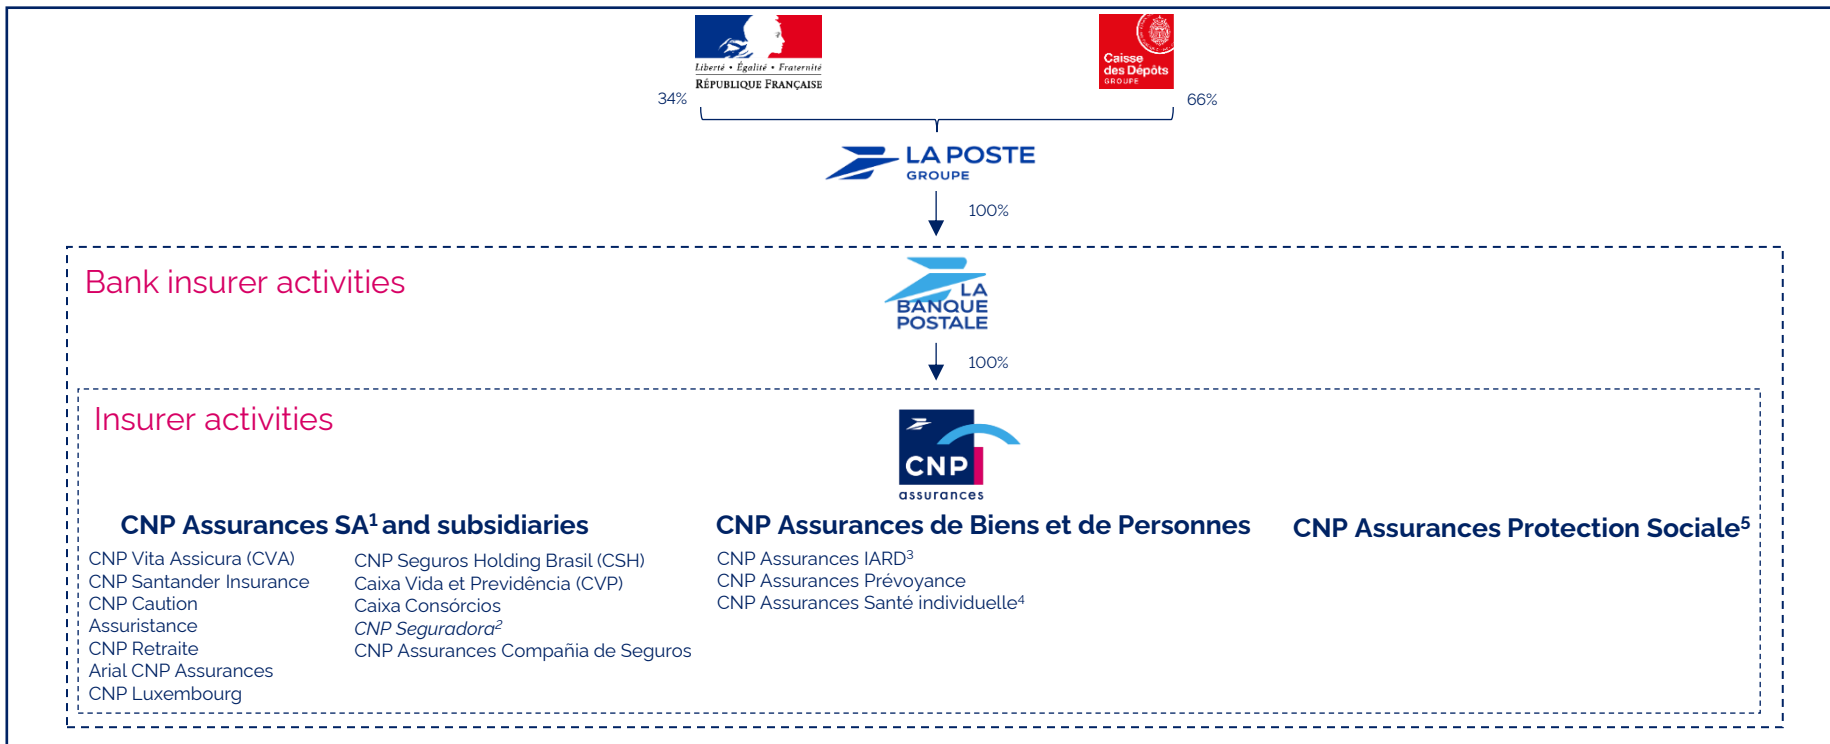 Liberté • Égalité • Fraternité
RÉPUBLIQUE FRANÇAISE
Caisse
des Dépôts
GROUPE
34%
66%
LA POSTE
GROUPE
100%
Bank insurer activities
LA
BANQUE
POSTALE
100%
Insurer activities
CNP
assurances
CNP Assurances SA¹ and subsidiaries
CNP Vita Assicura (CVA)
CNP Santander Insurance
CNP Caution
Assuristance
CNP Retraite
Arial CNP Assurances
CNP Luxembourg
CNP Seguros Holding Brasil (CSH)
Caixa Vida et Previdência (CVP)
Caixa Consórcios
CNP Seguradora²
CNP Assurances Compañia de Seguros
CNP Assurances de Biens et de Personnes
CNP Assurances IARD³
CNP Assurances Prévoyance
CNP Assurances Santé individuelle⁴
CNP Assurances Protection Sociale⁵